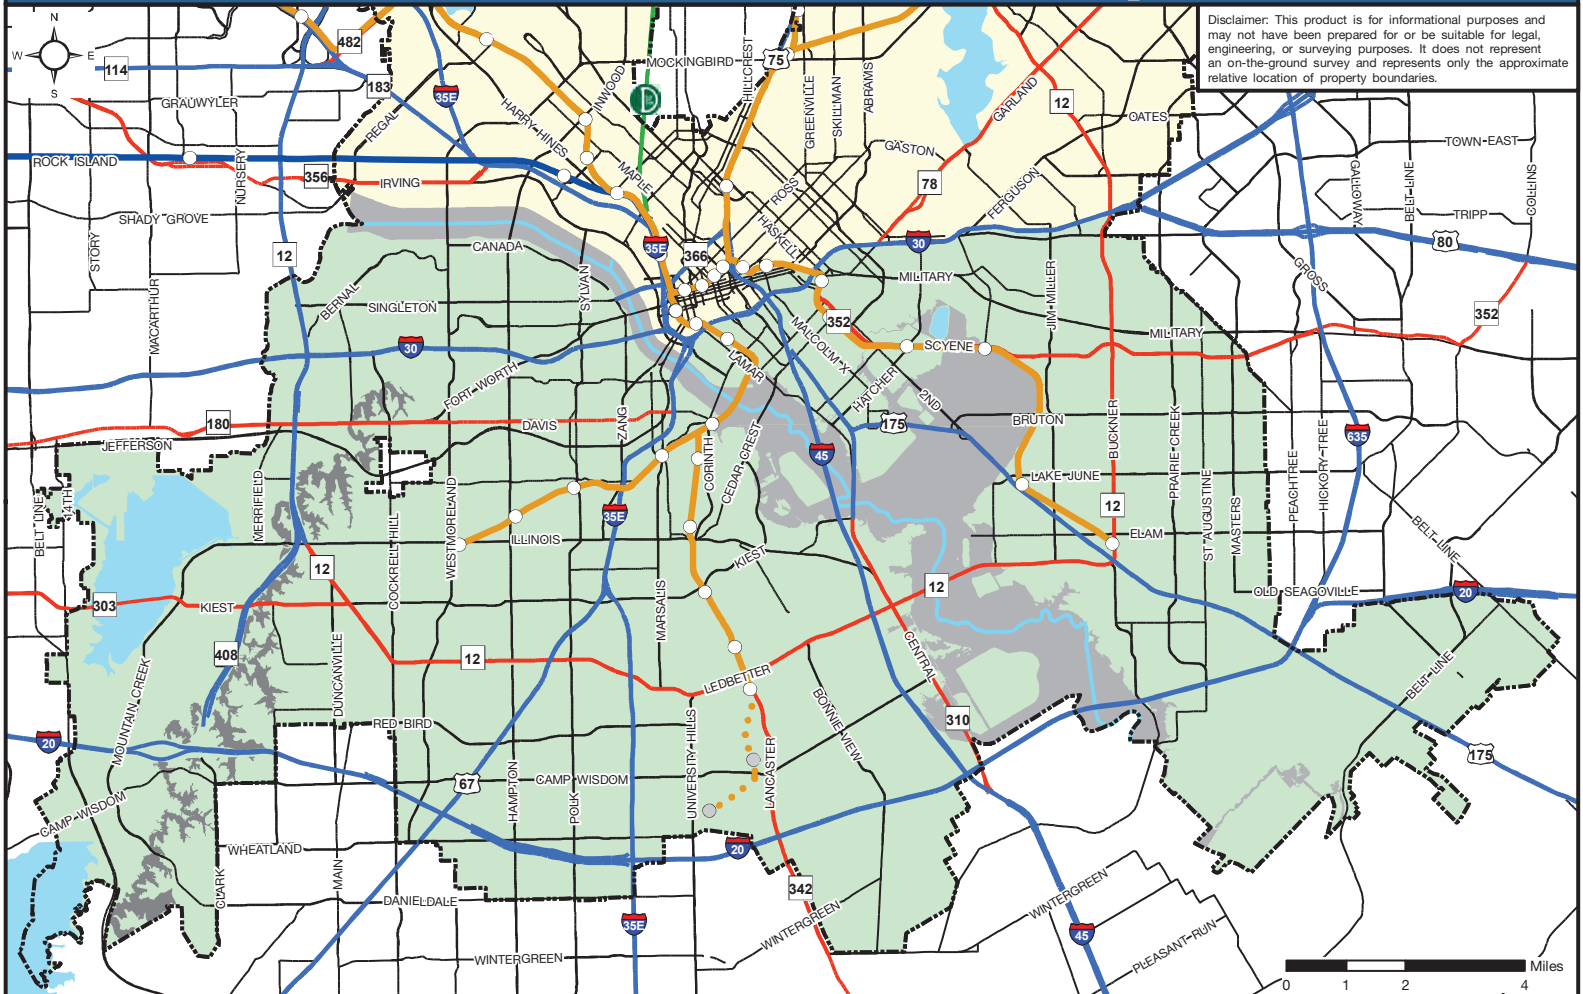 Disclaimer: This product is for informational purposes and
may not have been prepared for or be suitable for legal,
engineering, or surveying purposes. It does not represent
an on-the-ground survey and represents only the approximate
relative location of property boundaries.
N
W E
S
482
114
183
35E
MOCKINGBIRD
HILLCREST
75
INWOOD
GREENVILLE
SKILLMAN
ABRAMS
GARLAND
12
OATES
GRAUWYLER
REGAL
HARRY HINES
TOWN-EAST
ROCK ISLAND
NURSERY
356
IRVING
MAPLE
ROSS
GASTON
78
FERGUSON
GALLOWAY
BELT-LINE
TRIPP
SHADY GROVE
STORY
12
CANADA
35E
366
HASKELL
30
80
MACARTHUR
BERNAL
SINGLETON
SYLVAN
MILITARY
JIM MILLER
GROSS
352
352
MALCOLM X
SCYENE
MILITARY
30
LAMAR
FORT WORTH
HATCHER
2ND
180
JEFFERSON
DAVIS
ZANG
175
BRUTON
BUCKNER
PRAIRIE CREEK
635
CORINTH
CEDAR CREST
45
LAKE JUNE
PEACHTREE
HICKORY-TREE
BELT LINE
14TH
MERRIFIELD
COCKRELL HILL
WESTMORELAND
35E
ILLINOIS
12
ELAM
ST AUGUSTINE
MASTERS
BELT-LINE
KIEST
12
303
KIEST
MARSALIS
12
OLD SEAGOVILLE
20
408
DUNCANVILLE
12
LEDBETTER
CENTRAL
BELT-LINE
MOUNTAIN CREEK
RED BIRD
UNIVERSITY HILLS
BONNIE VIEW
310
20
175
67
HAMPTON
CAMP WISDOM
POLK
LANCASTER
CAMP-WISDOM
WHEATLAND
MAIN
CLARK
20
342
DANIELDALE
35E
WINTERGREEN
WINTERGREEN
WINTERGREEN
45
PLEASANT-RUN
Miles
0 1 2 4